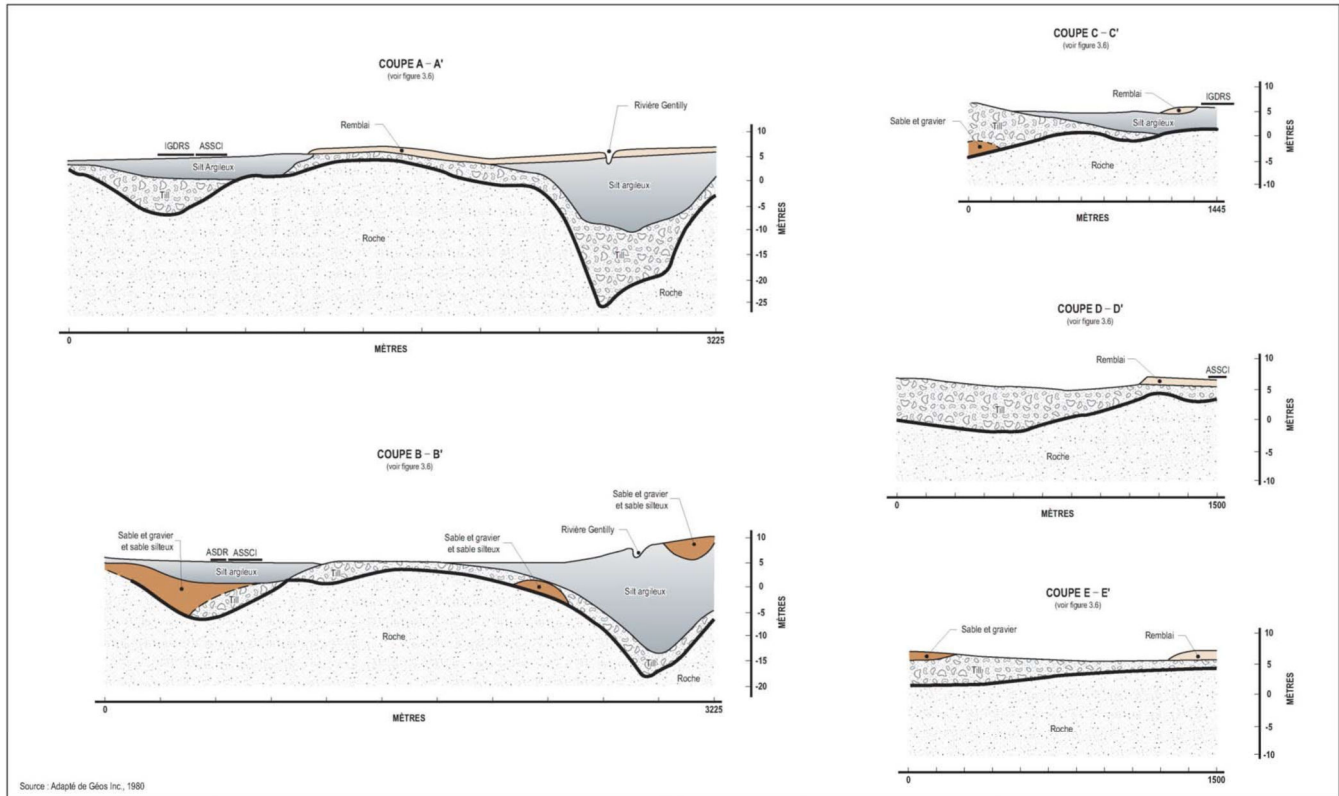 COUPE A – A'
(voir figure 3.6)
Rivière Gentilly
Remblai
IGDRS
ASSCI
Silt Argileux
Till
Roche
Silt argileux
Till
Roche
10
5
0
-5
-10
-15
-20
-25
MÈTRES
0
3225
MÈTRES
COUPE B – B'
(voir figure 3.6)
Sable et gravier
et sable silteux
Rivière Gentilly
Sable et gravier
et sable silteux
Sable et gravier
et sable silteux
ASDR
ASSCI
Silt argileux
Till
Silt argileux
Roche
Till
Roche
10
5
0
-5
-10
-15
-20
MÈTRES
0
3225
MÈTRES
COUPE C – C'
(voir figure 3.6)
Remblai
IGDRS
Sable et gravier
Till
Silt argileux
Roche
10
5
0
-5
-10
MÈTRES
0
1445
MÈTRES
COUPE D – D'
(voir figure 3.6)
Remblai
ASSCI
Till
Roche
10
5
0
-5
-10
MÈTRES
0
1500
MÈTRES
COUPE E – E'
(voir figure 3.6)
Sable et gravier
Remblai
Till
Roche
10
5
0
-5
-10
MÈTRES
0
1500
MÈTRES
Source : Adapté de Géos Inc., 1980